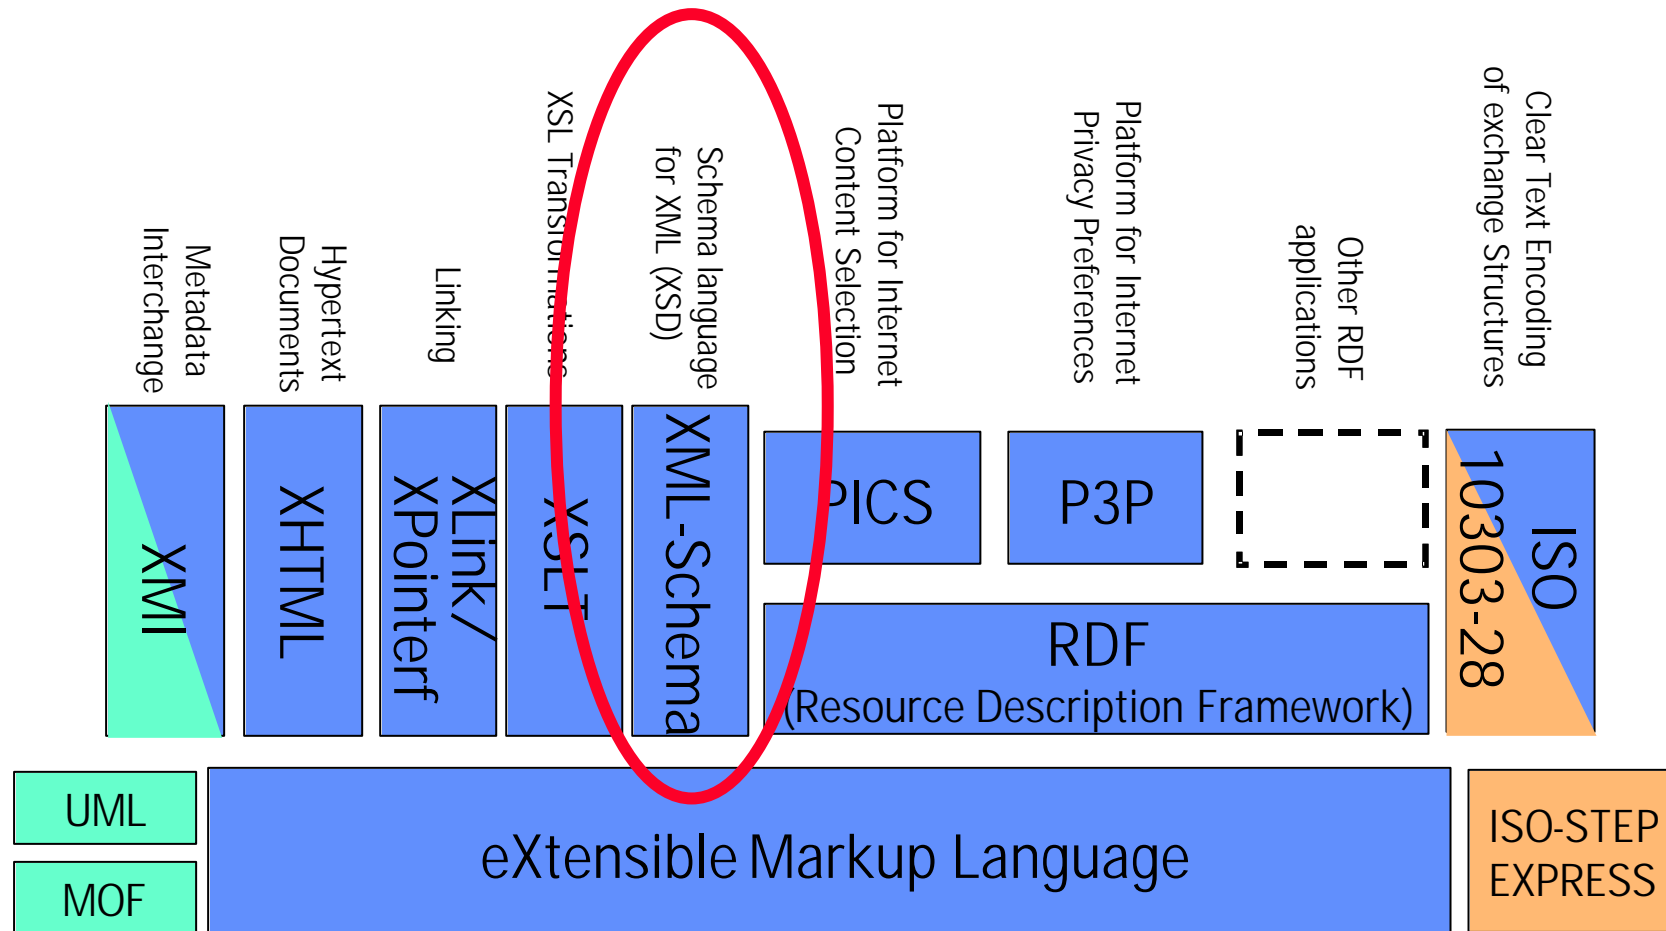 Metadata
Interchange
Hypertext
Documents
Linking
XSL Transformations
Schema language
for XML (XSD)
Platform for Internet
Content Selection
Platform for Internet
Privacy Preferences
Other RDF
applications
Clear Text Encoding
of exchange Structures
XMI
XHTML
XLink/
XPointerf
XSLT
XML-Schema
PICS
P3P
ISO
10303-28
RDF
(Resource Description Framework)
UML
MOF
eXtensible Markup Language
ISO-STEP
EXPRESS